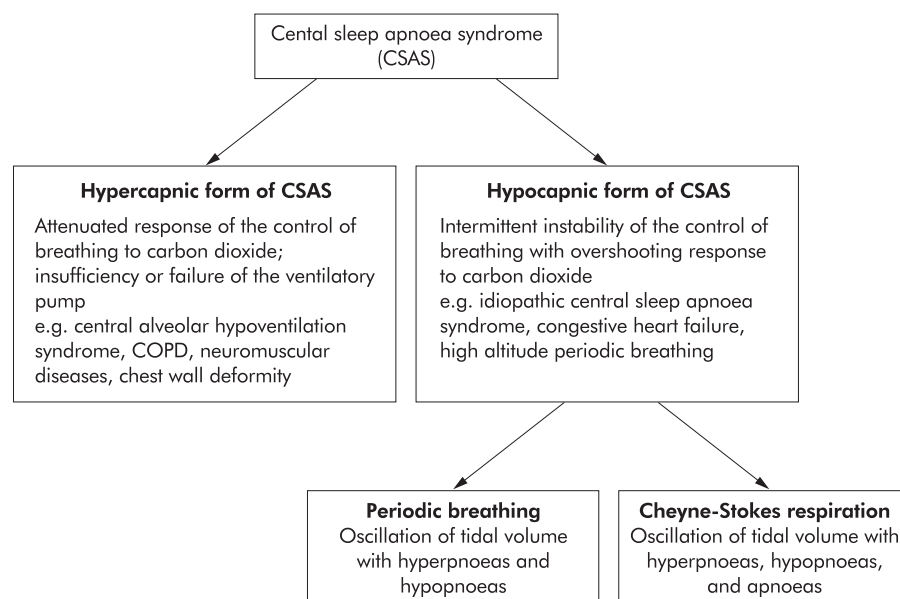 Cental sleep apnoea syndrome
(CSAS)
Hypercapnic form of CSAS
Attenuated response of the control of
breathing to carbon dioxide;
insufficiency or failure of the ventilatory
pump
e.g. central alveolar hypoventilation
syndrome, COPD, neuromuscular
diseases, chest wall deformity
Hypocapnic form of CSAS
Intermittent instability of the control of
breathing with overshooting response
to carbon dioxide
e.g. idiopathic central sleep apnoea
syndrome, congestive heart failure,
high altitude periodic breathing
Periodic breathing
Oscillation of tidal volume
with hyperpnoeas and
hypopnoeas
Cheyne-Stokes respiration
Oscillation of tidal volume with
hyperpnoeas, hypopnoeas,
and apnoeas